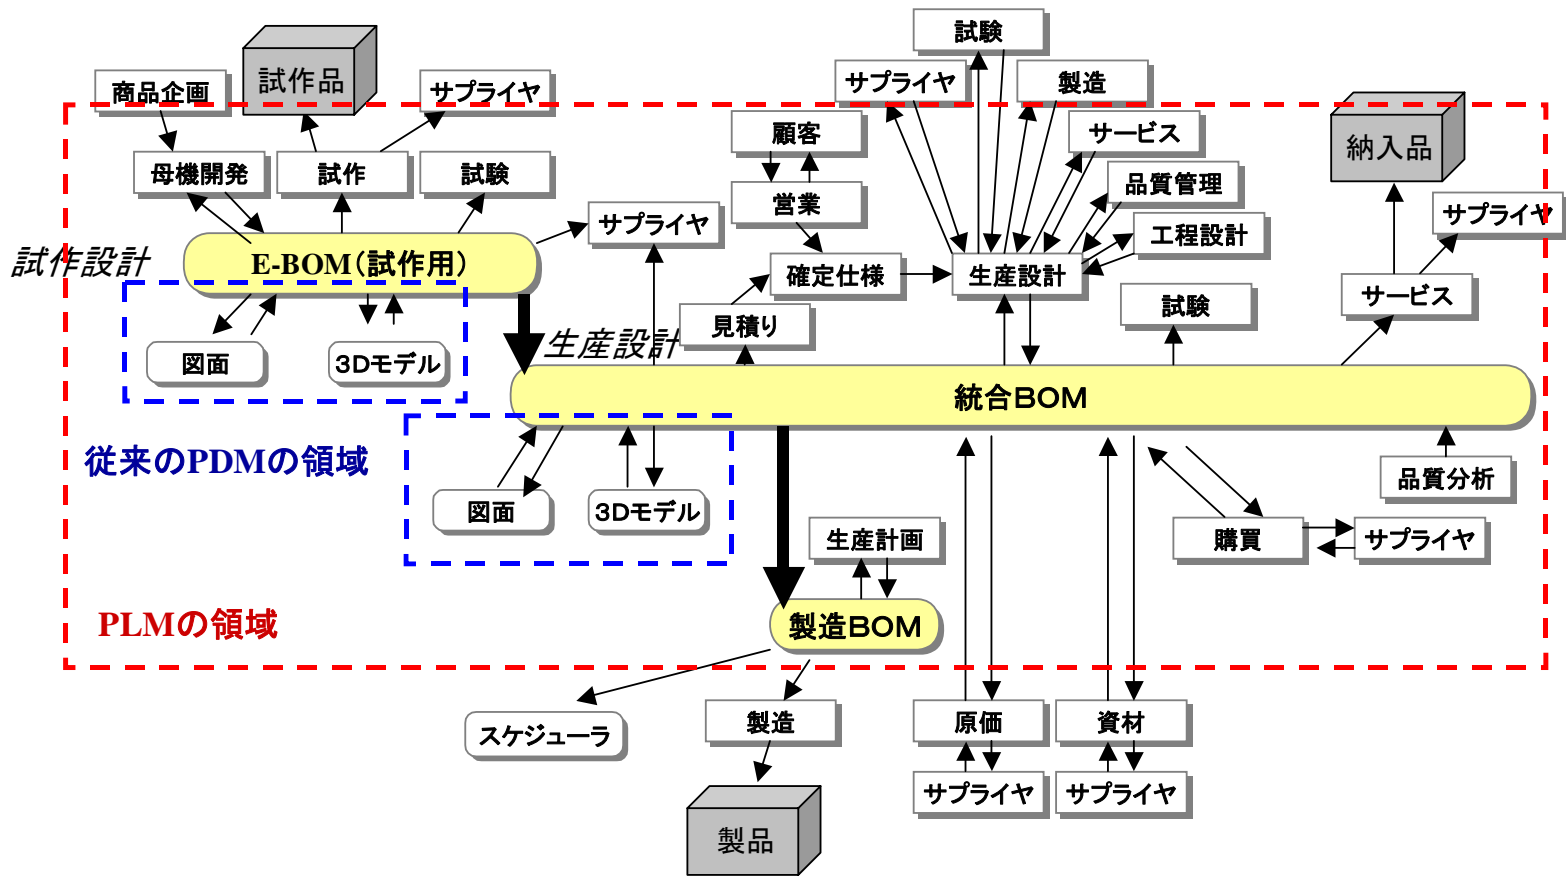 試験
試作品
商品企画
サプライヤ
サプライヤ
製造
顧客
サービス
納入品
母機開発
試作
試験
営業
品質管理
サプライヤ
サプライヤ
工程設計
試作設計
E-BOM（試作用）
確定仕様
生産設計
サービス
試験
見積り
生産設計
図面
3Dモデル
統合BOM
従来のPDMの領域
品質分析
図面
3Dモデル
生産計画
購買
サプライヤ
PLMの領域
製造BOM
スケジューラ
製造
原価
資材
サプライヤ
サプライヤ
製品